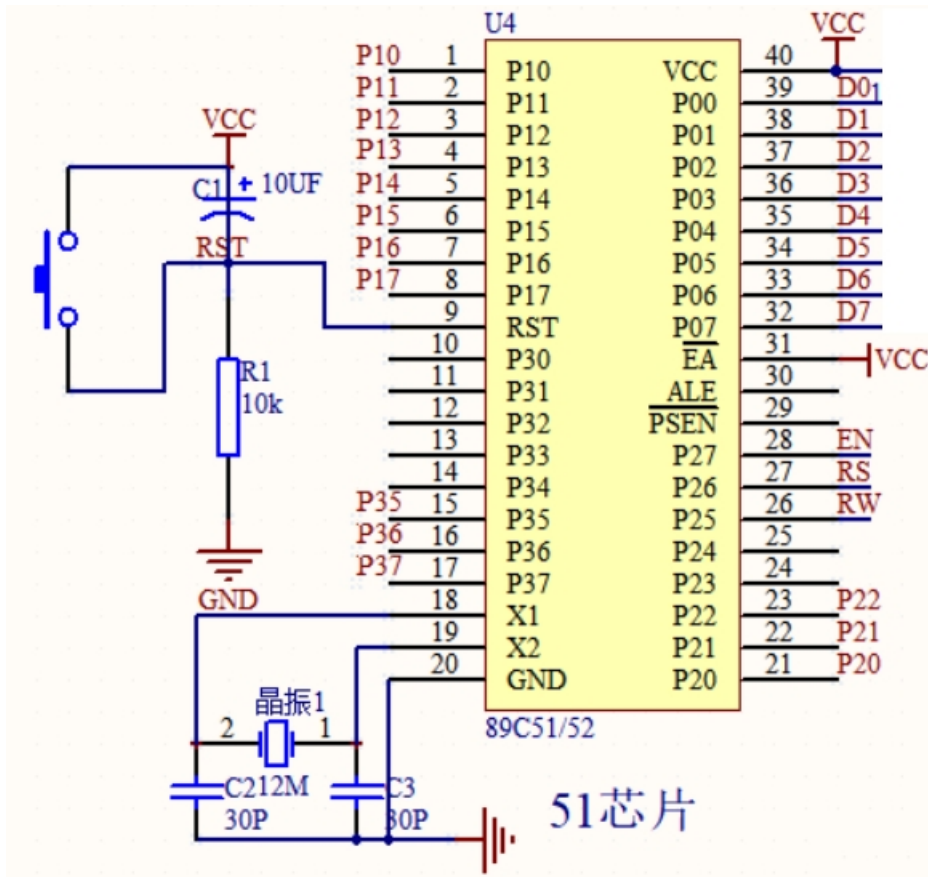 U4
VCC
P10 1 P10 VCC 40
P11 2 P11 P00 39 D0 1
P12 3 P12 P01 38 D1
P13 4 P13 P02 37 D2
P14 5 P14 P03 36 D3
P15 6 P15 P04 35 D4
P16 7 P16 P05 34 D5
P17 8 P17 P06 33 D6
9 RST P07 32 D7
10 P30 EA 31 VCC
11 P31 ALE 30
12 P32 PSEN 29
13 P33 P27 28 EN
14 P34 P26 27 RS
P35 15 P35 P25 26 RW
P36 16 P36 P24 25
P37 17 P37 P23 24
18 X1 P22 23 P22
19 X2 P21 22 P21
20 GND P20 21 P20
89C51/52
VCC
C1 + 10UF
RST
R1
10k
GND
晶振1
2 1
C2 12M C3
30P 30P
51芯片